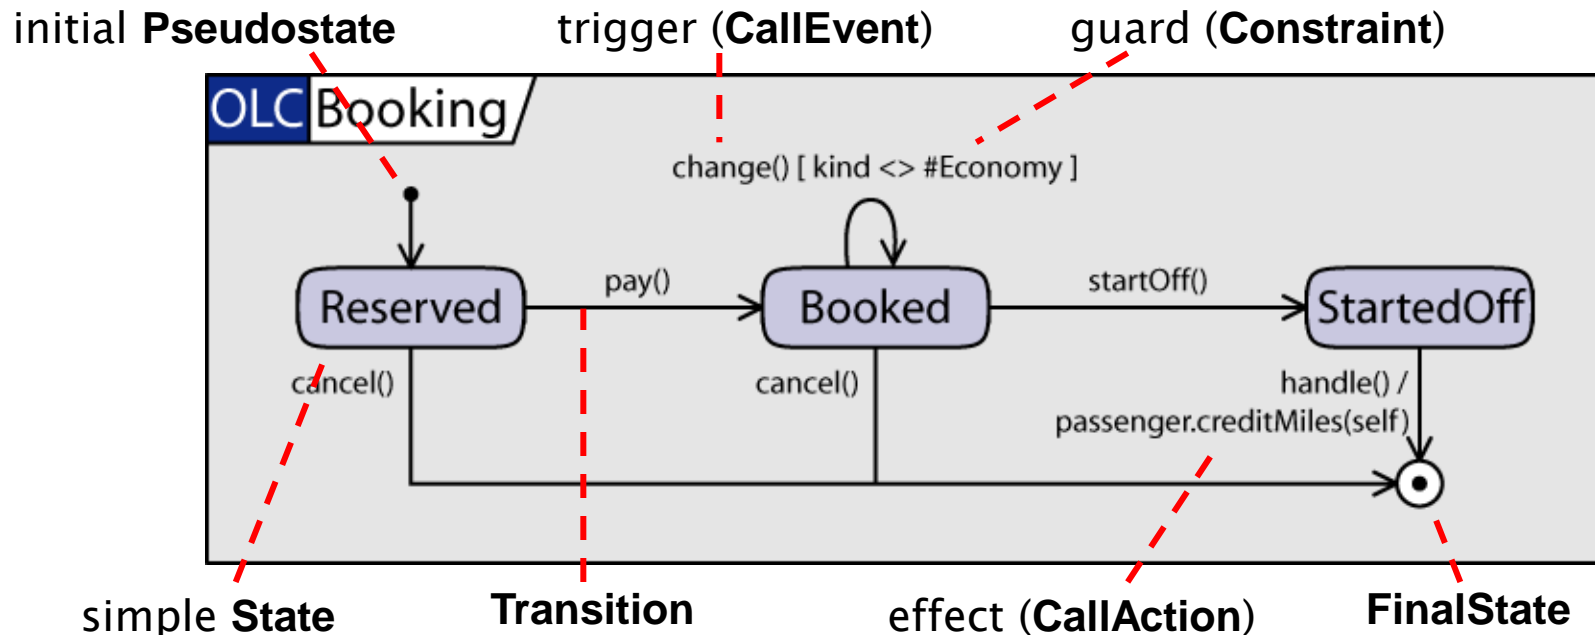 initial Pseudostate
trigger (CallEvent)
guard (Constraint)
OLC Booking
change() [ kind <> #Economy ]
Reserved
pay()
Booked
startOff()
StartedOff
cancel()
cancel()
handle() /
passenger.creditMiles(self)
simple State
Transition
effect (CallAction)
FinalState